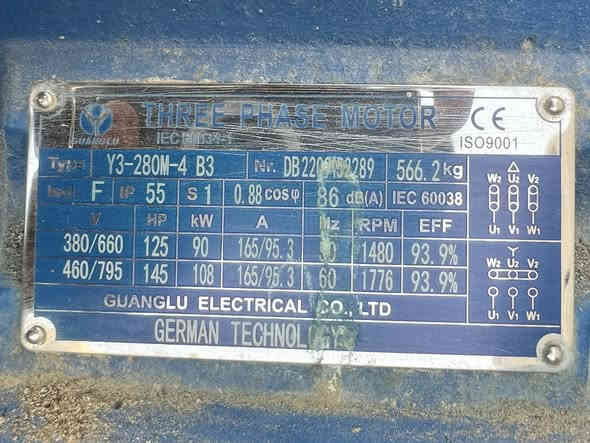 GUANGLU
THREE PHASE MOTOR
CE
ISO9001
Type Y3-280M-4 B3 Nr. 566.2kg
Insul F IP 55 S1 0.88 cosφ 86 dB(A) IEC 60038
V HP kW A Hz RPM EFF
380/660 125 90 165/95.3 1480 93.9%
460/795 145 108 165/95.3 60 1776 93.9%
GUANGLU ELECTRICAL CO., LTD
GERMAN TECHNOLOGY
△
W2 U2 V2
U1 V1 W1
Y
W2 U2 V2
U1 V1 W1